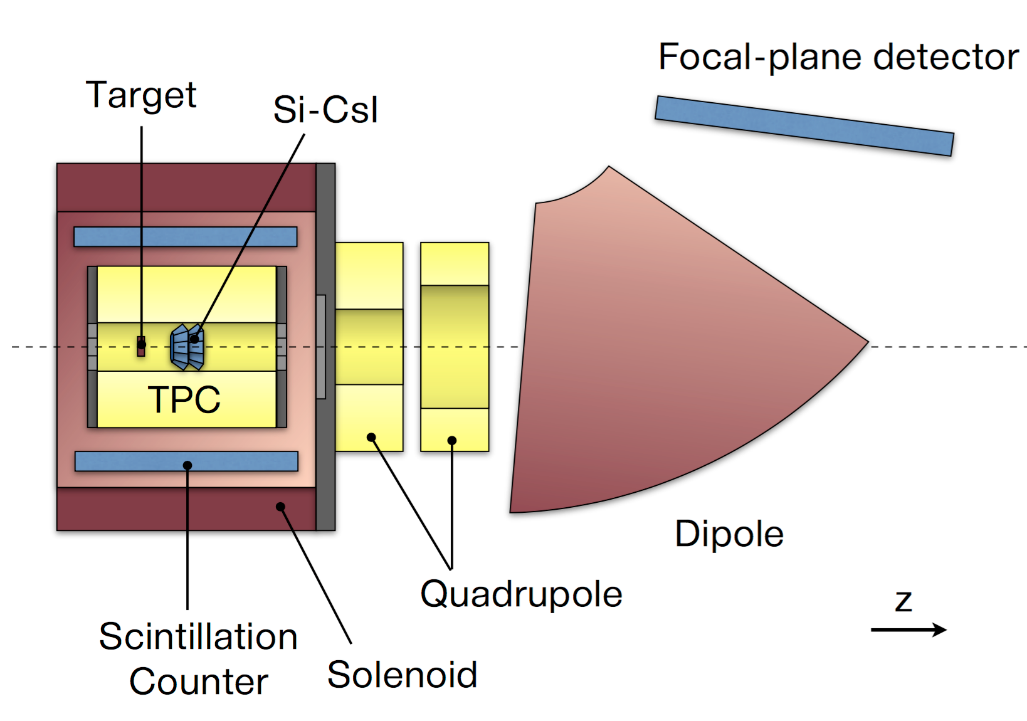 Focal-plane detector
Target
Si-CsI
TPC
Dipole
Quadrupole
z
Scintillation
Counter
Solenoid